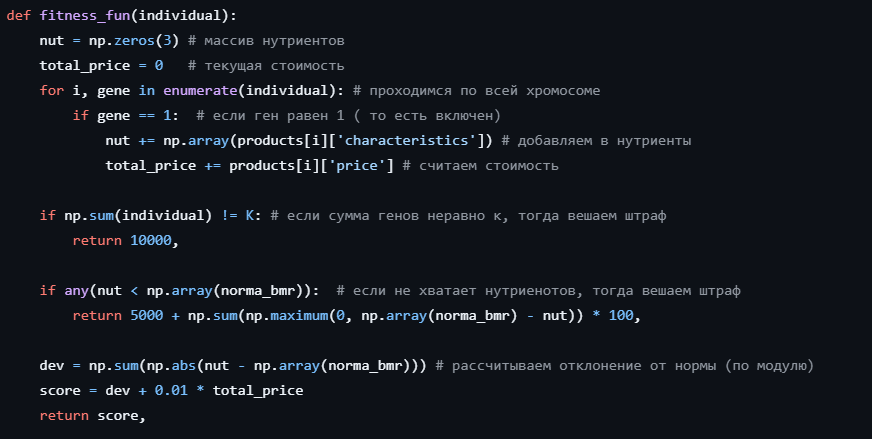 def fitness_fun(individual):
    nut = np.zeros(3) # массив нутриентов
    total_price = 0   # текущая стоимость
    for i, gene in enumerate(individual): # проходимся по всей хромосоме
        if gene == 1:  # если ген равен 1 ( то есть включен)
            nut += np.array(products[i]['characteristics']) # добавляем в нутриенты
            total_price += products[i]['price'] # считаем стоимость
    if np.sum(individual) != K: # если сумма генов неравно к, тогда вешаем штраф
        return 10000,
    if any(nut < np.array(norma_bmr)):  # если не хватает нутриенотов, тогда вешаем штраф
        return 5000 + np.sum(np.maximum(0, np.array(norma_bmr) - nut)) * 100,
    dev = np.sum(np.abs(nut - np.array(norma_bmr))) # рассчитываем отклонение от нормы (по модулю)
    score = dev + 0.01 * total_price
    return score,